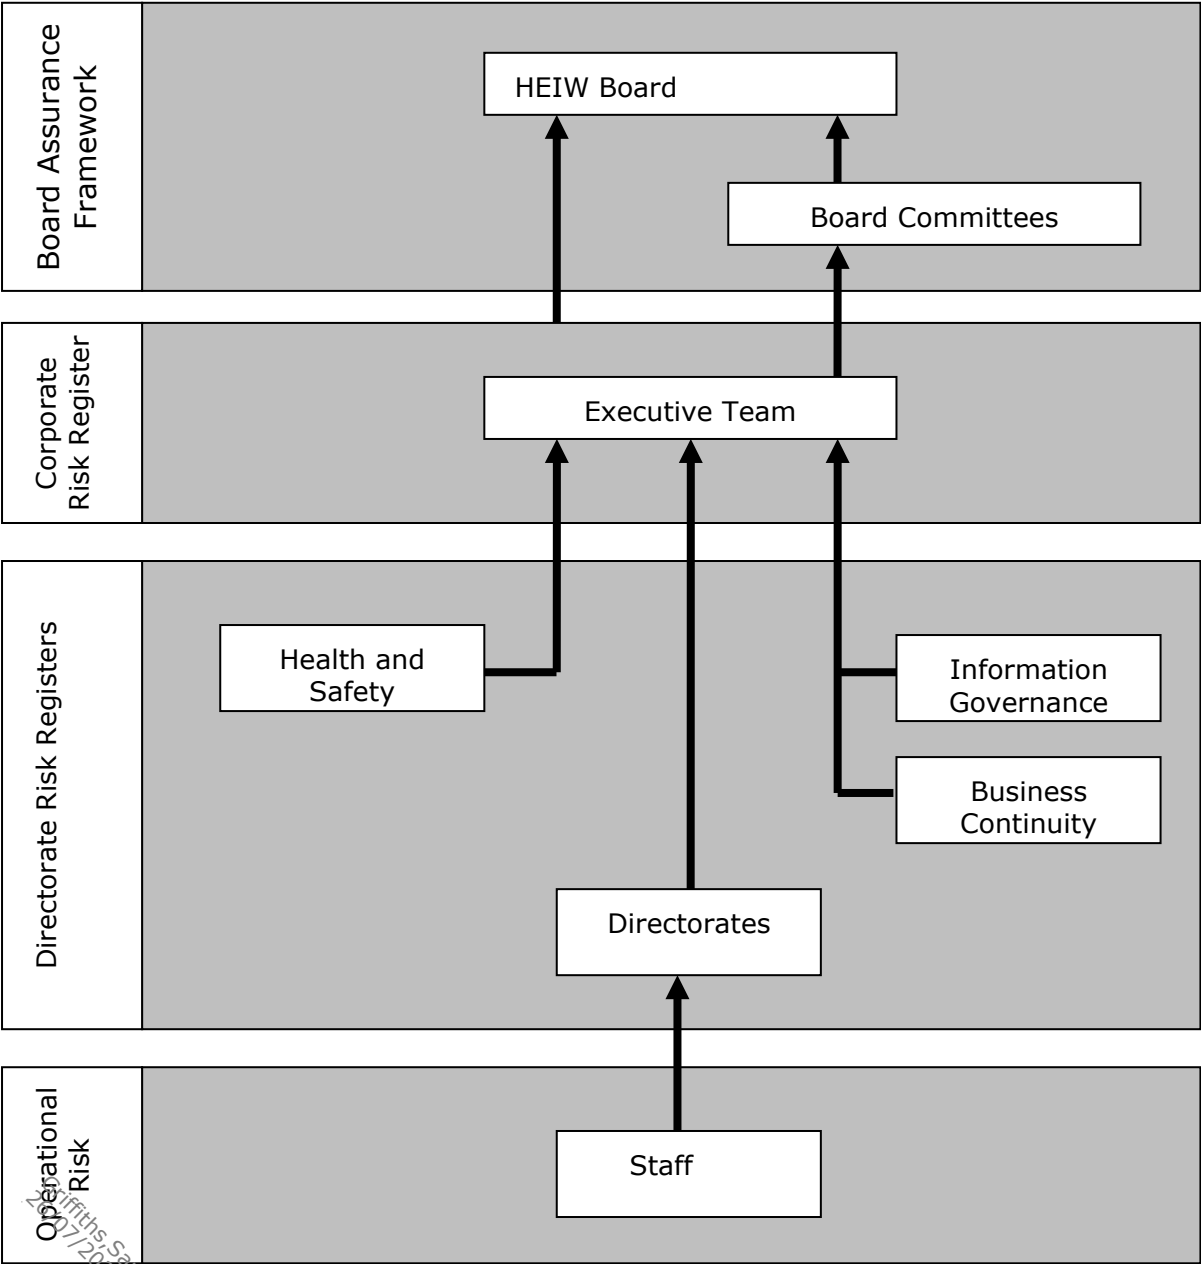 Board Assurance
Framework
HEIW Board
Board Committees
Corporate
Risk Register
Executive Team
Directorate Risk Registers
Health and
Safety
Information
Governance
Business
Continuity
Directorates
Operational
Risk
Staff